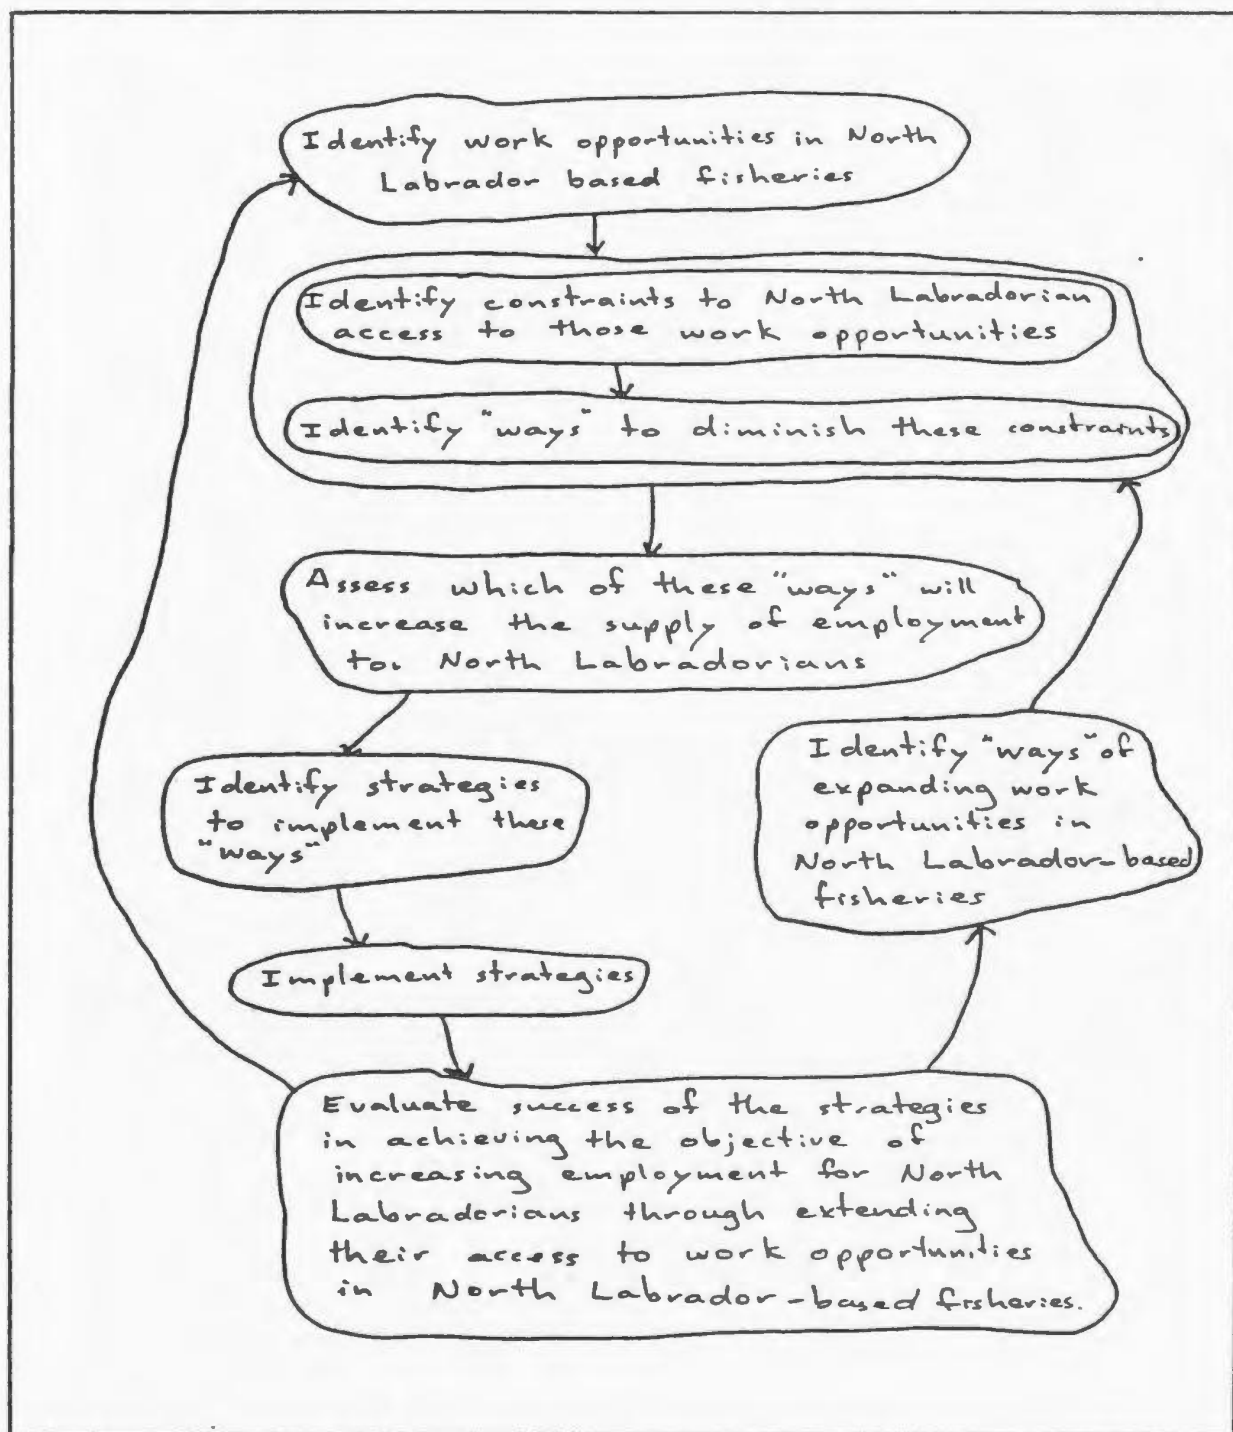 Identify work opportunities in North
Labrador based fisheries
Identify constraints to North Labradorian
access to those work opportunities
Identify "ways" to diminish these constraints
Assess which of these "ways" will
increase the supply of employment
to. North Labradorians
Identify strategies
to implement these
"ways"
Identify "ways" of
expanding work
opportunities in
North Labrador-based
fisheries
Implement strategies
Evaluate success of the strategies
in achieving the objective of
increasing employment for North
Labradorians through extending
their access to work opportunities
in North Labrador-based fisheries.